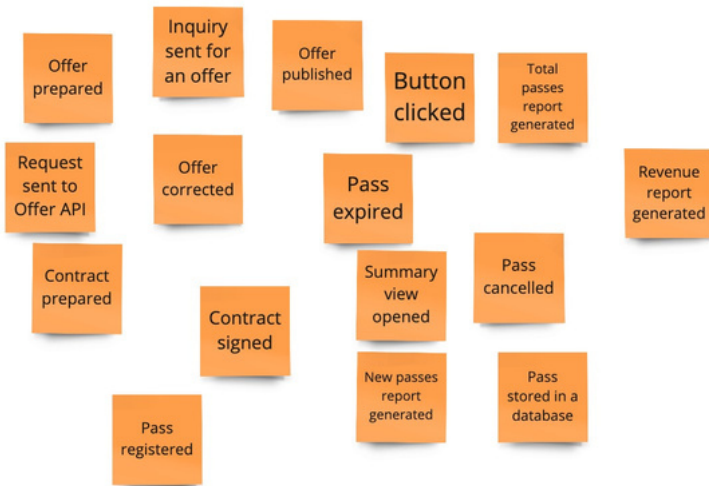 Offer
prepared
Inquiry
sent for
an offer
Offer
published
Button
clicked
Total
passes
report
generated
Request
sent to
Offer API
Offer
corrected
Pass
expired
Revenue
report
generated
Contract
prepared
Contract
signed
Summary
view
opened
Pass
cancelled
New passes
report
generated
Pass
stored in a
database
Pass
registered